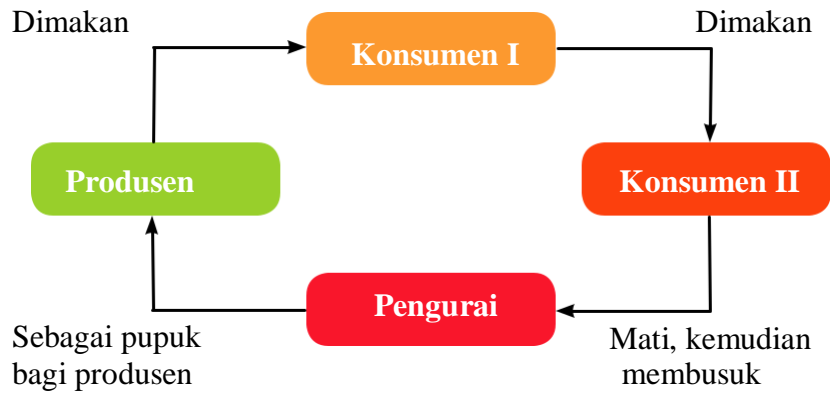 Dimakan
Dimakan
Konsumen I
Produsen
Konsumen II
Pengurai
Sebagai pupuk
bagi produsen
Mati, kemudian
membusuk